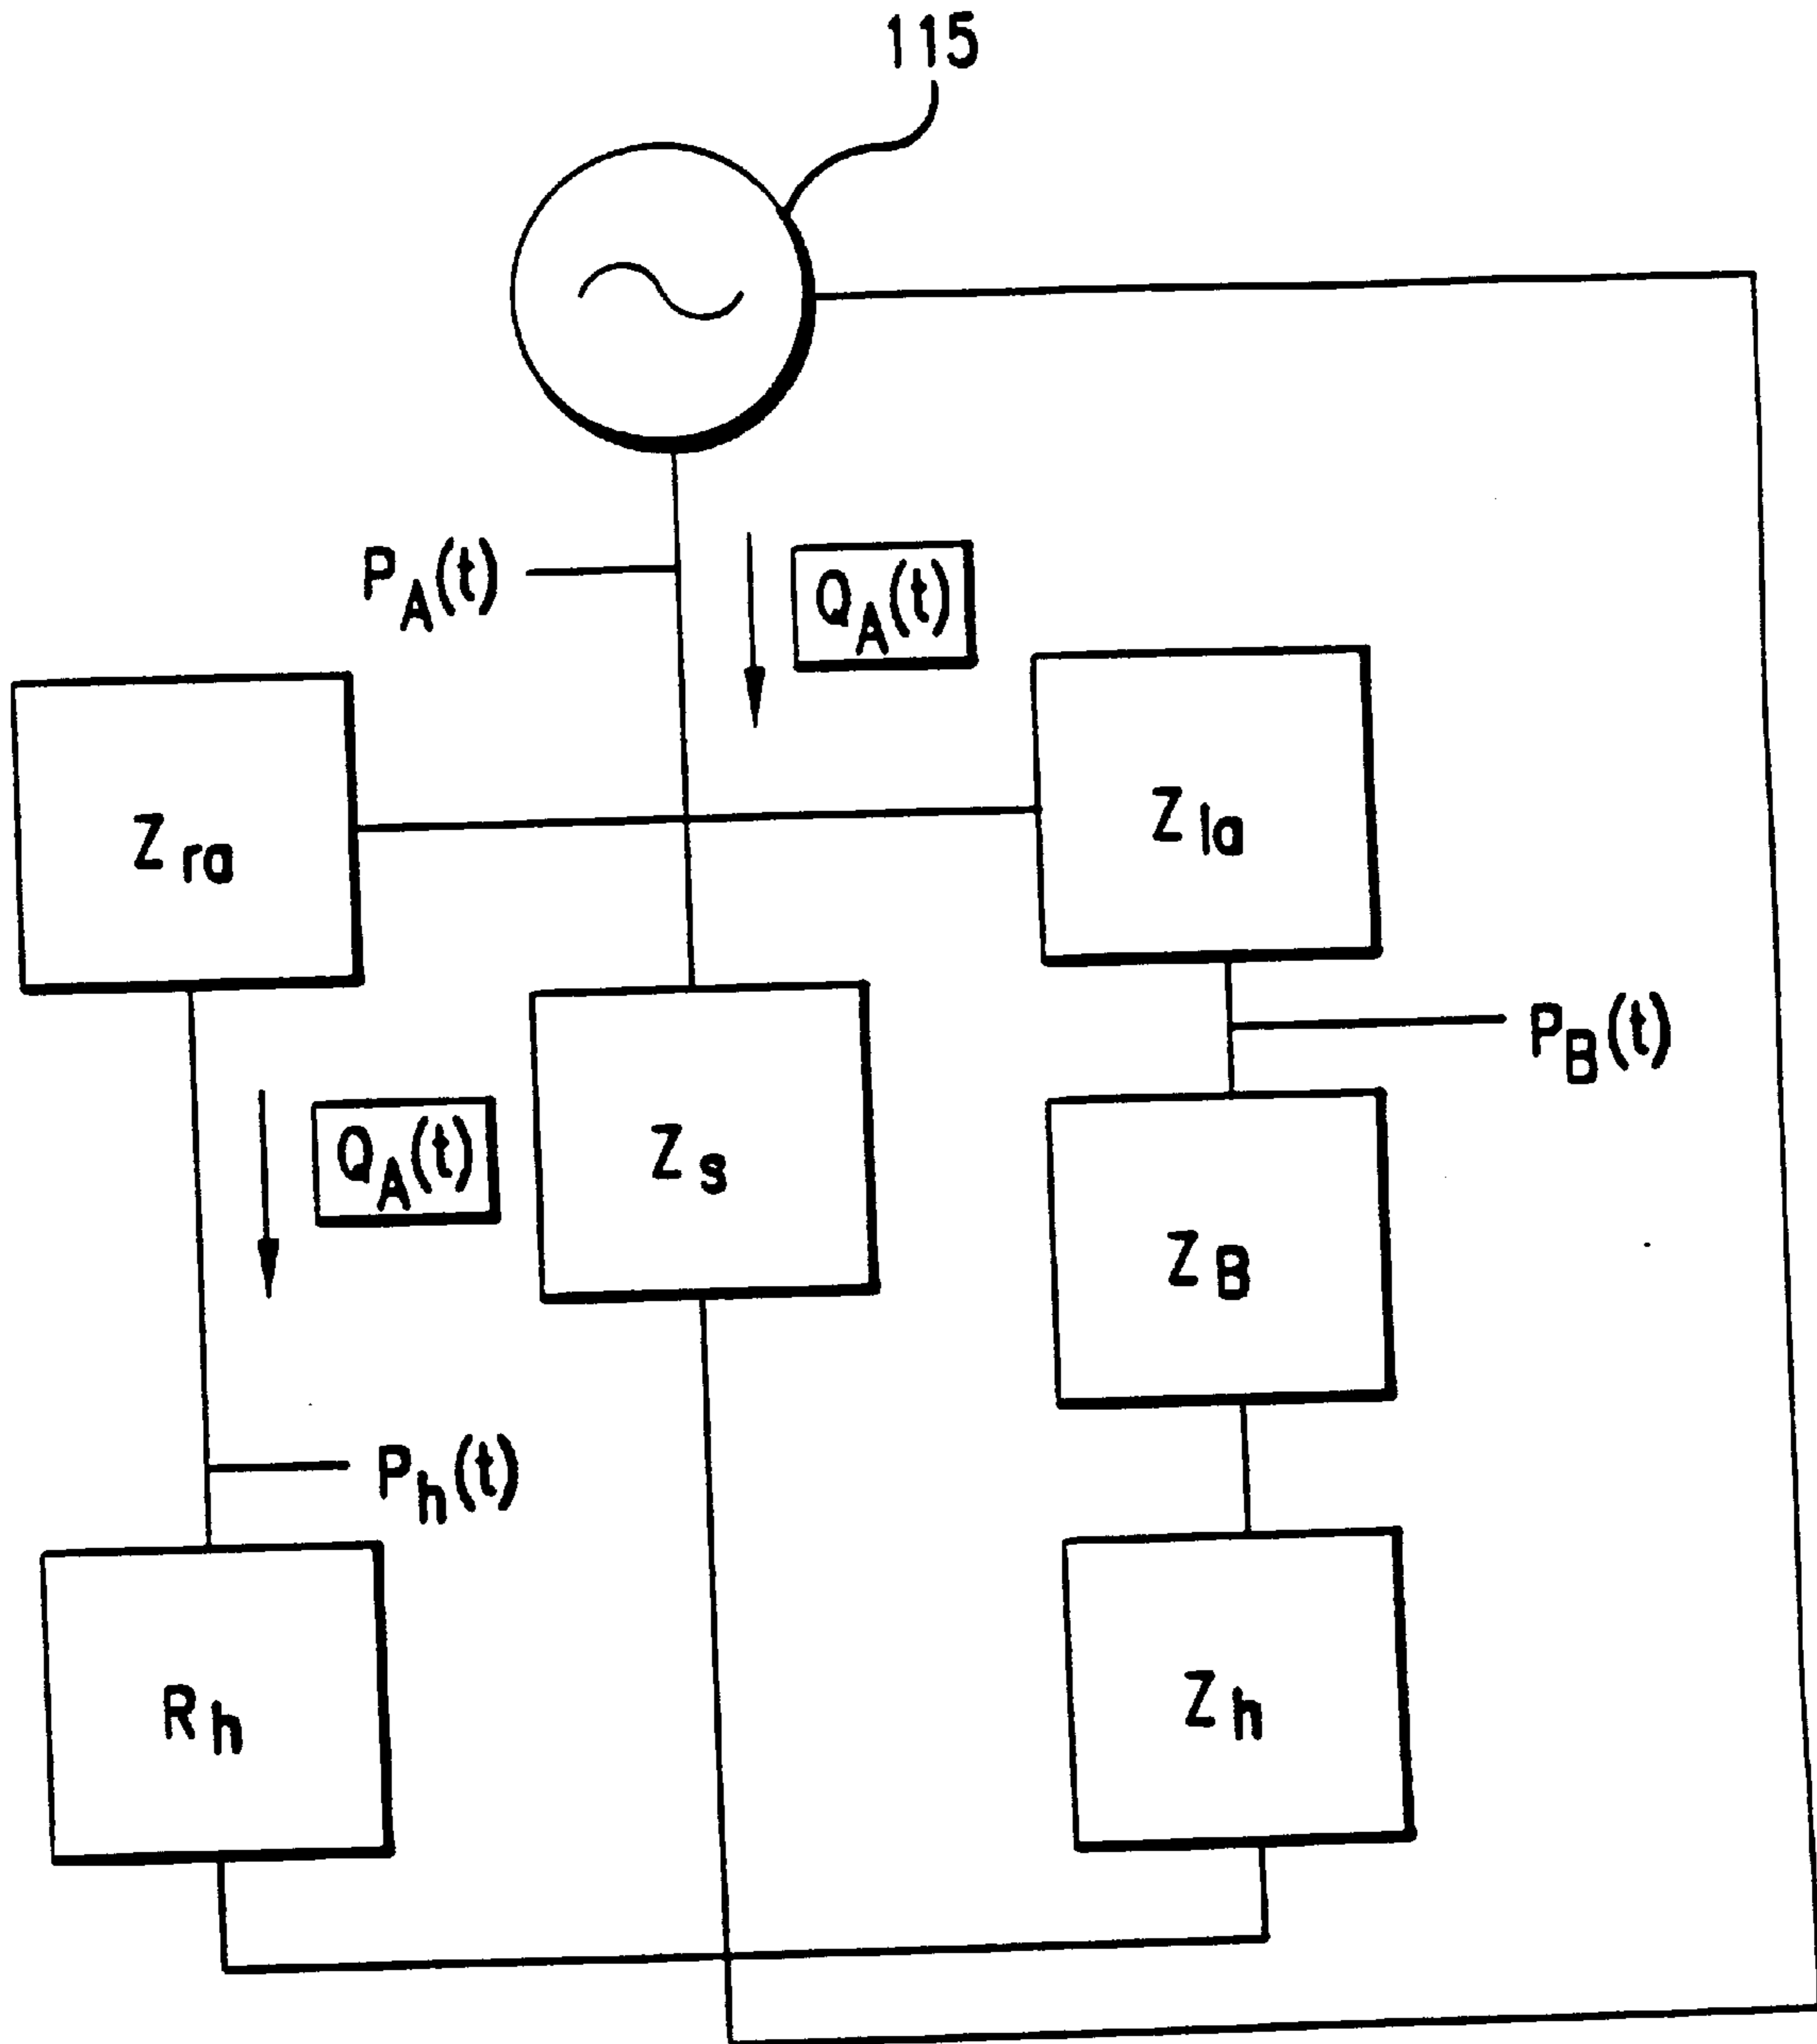 115
P_A(t)
Q_A(t)
Z_ra
Z_la
P_B(t)
Q_A(t)
Z_s
Z_B
P_h(t)
R_h
Z_h